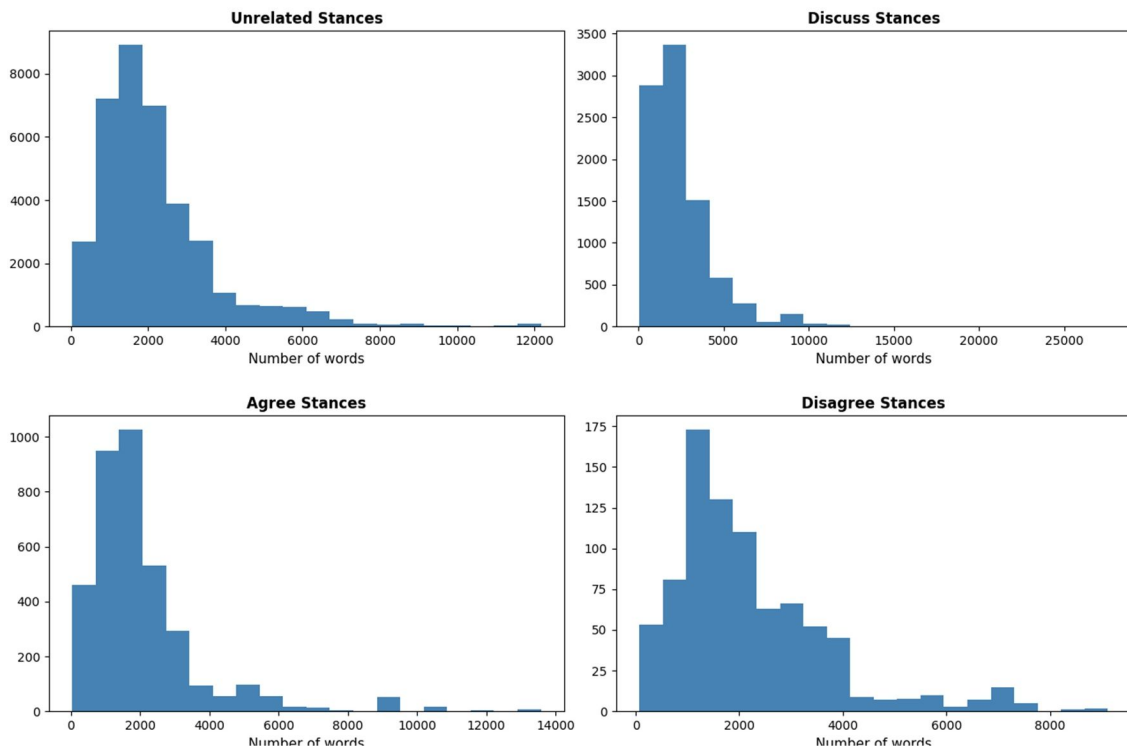 Unrelated Stances
8000
6000
4000
2000
0
0 2000 4000 6000 8000 10000 12000
Number of words
Discuss Stances
3500
3000
2500
2000
1500
1000
500
0
0 5000 10000 15000 20000 25000
Number of words
Agree Stances
1000
800
600
400
200
0
0 2000 4000 6000 8000 10000 12000 14000
Number of words
Disagree Stances
175
150
125
100
75
50
25
0
0 2000 4000 6000 8000
Number of words